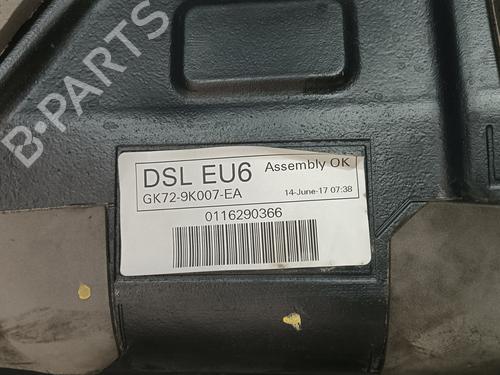 B-PARTS
DSL EU6 Assembly OK
GK72-9K007-EA 14-June-17 07:38
0116290366